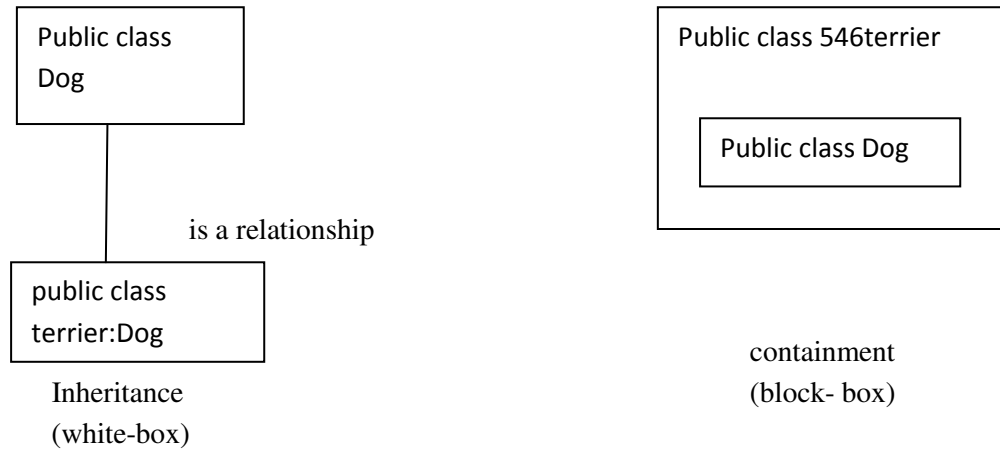 Public class
Dog
is a relationship
public class
terrier:Dog
Inheritance
(white-box)
Public class 546terrier
Public class Dog
containment
(block- box)